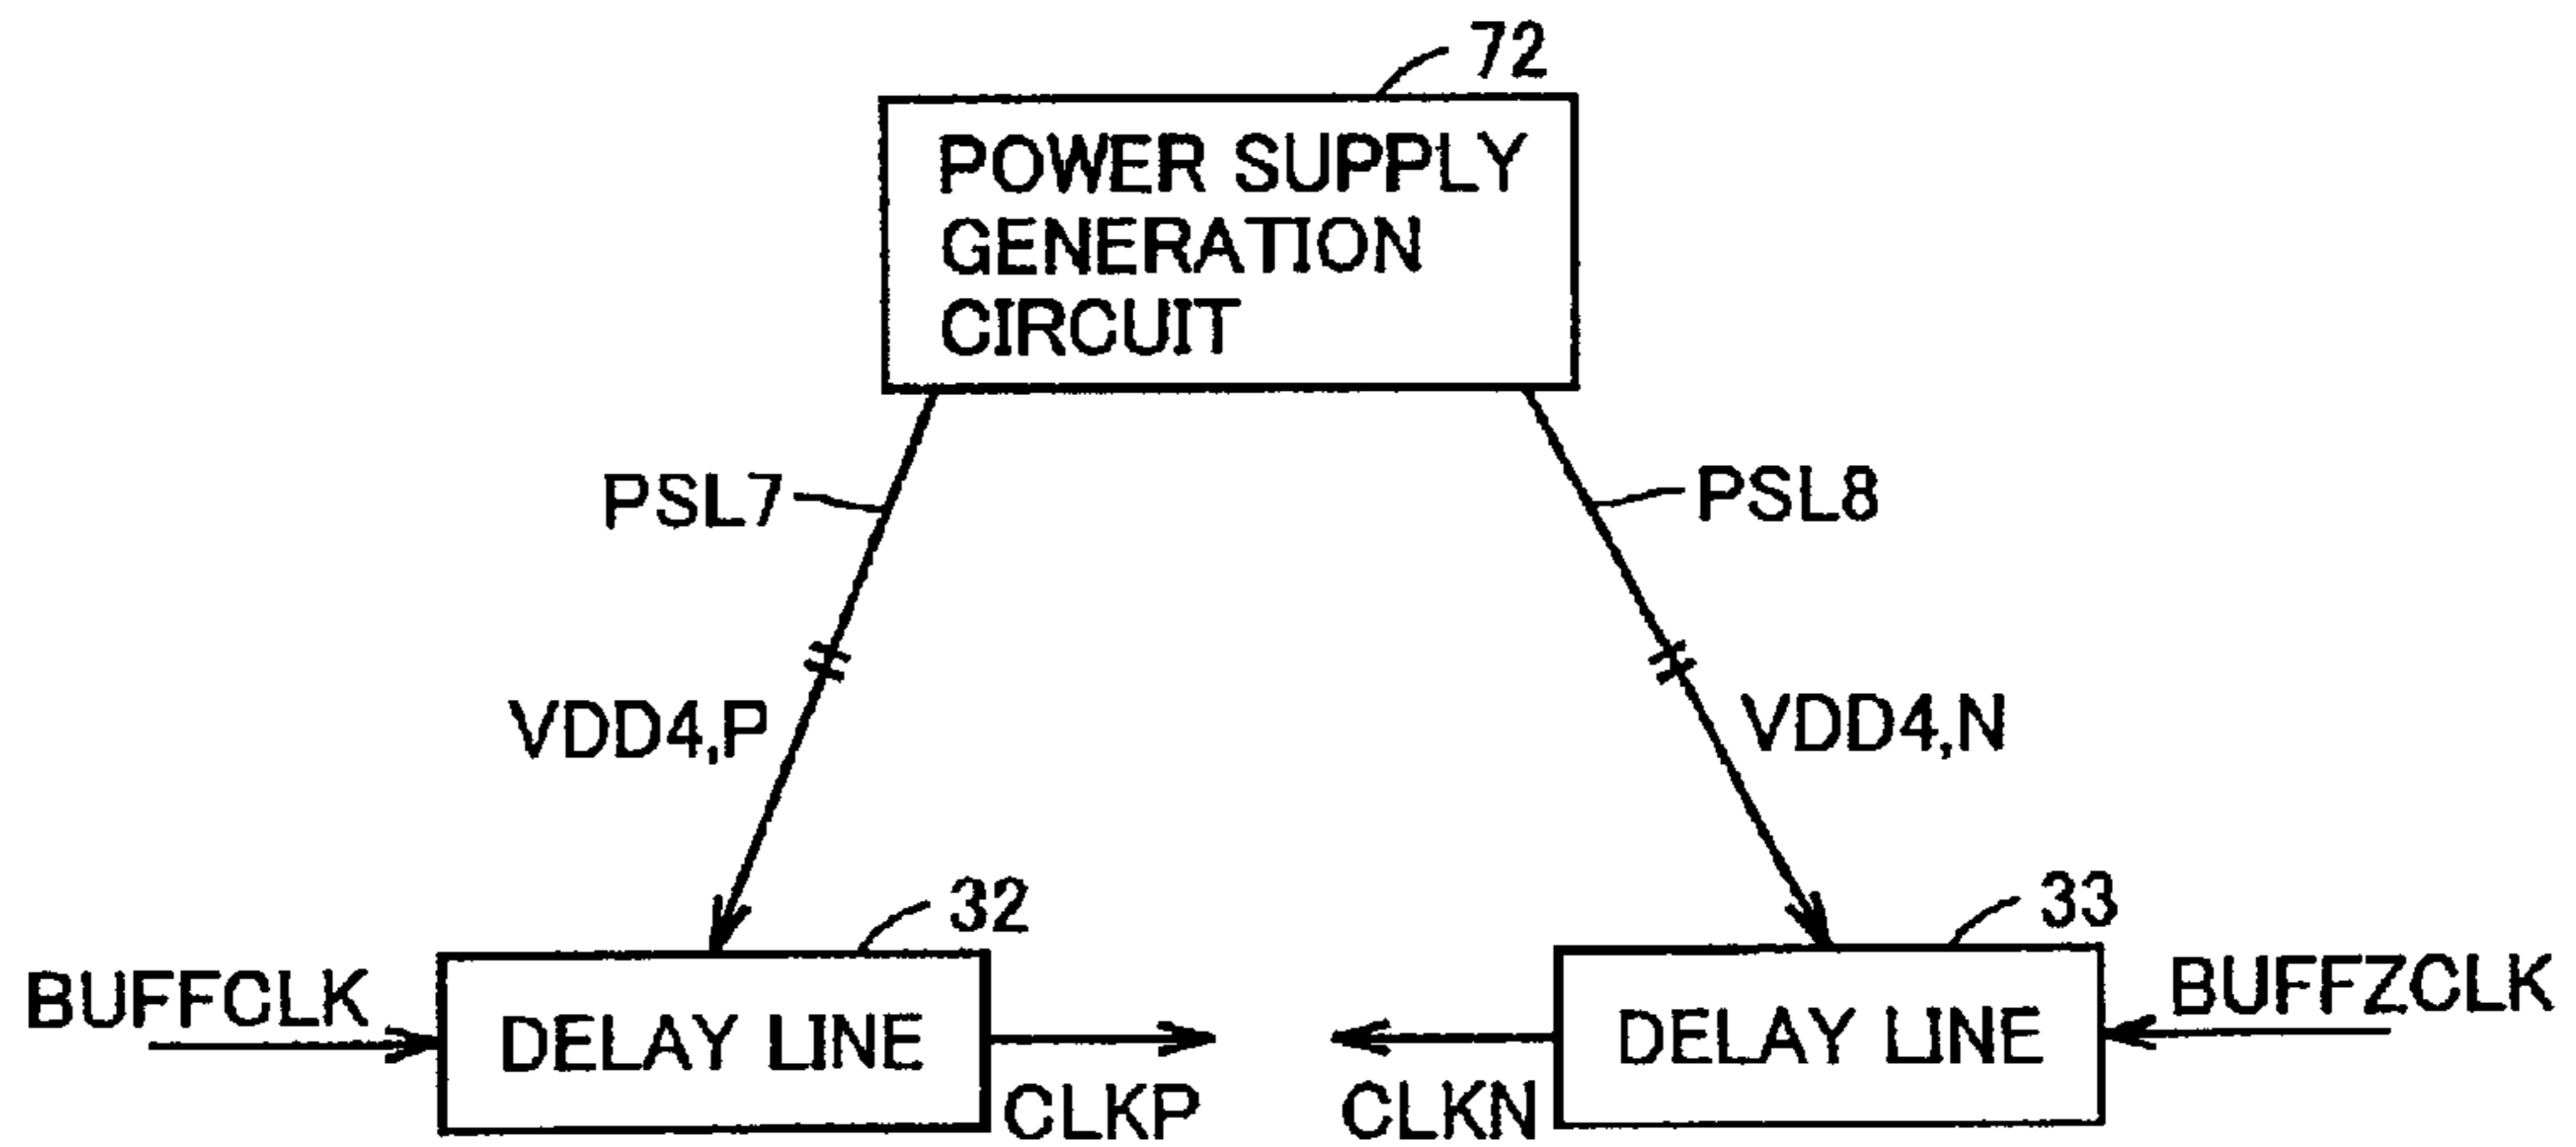 72
POWER SUPPLY
GENERATION
CIRCUIT
PSL7
PSL8
VDD4,P
VDD4,N
32
33
BUFFCLK
DELAY LINE
CLKP
CLKN
DELAY LINE
BUFFZCLK